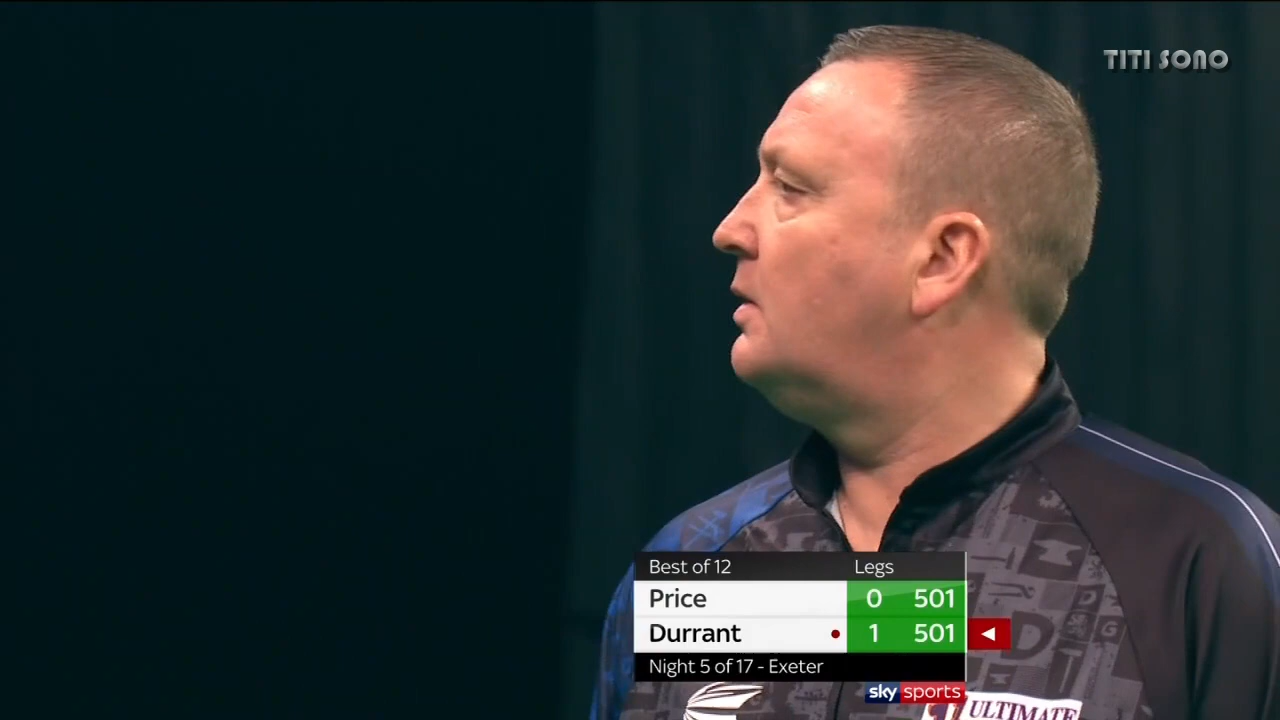 TITI SONO
Best of 12 Legs
Price 0 501
Durrant 1 501
Night 5 of 17 - Exeter
sky sports
ULTIMATE
D
D
G